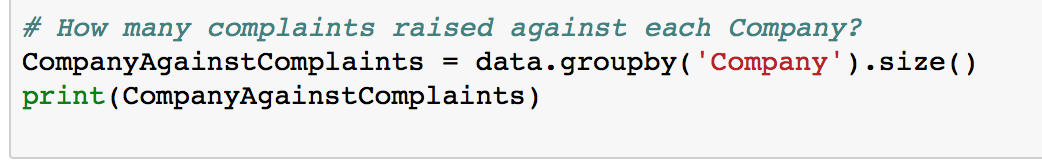 # How many complaints raised against each Company?
CompanyAgainstComplaints = data.groupby('Company').size()
print(CompanyAgainstComplaints)